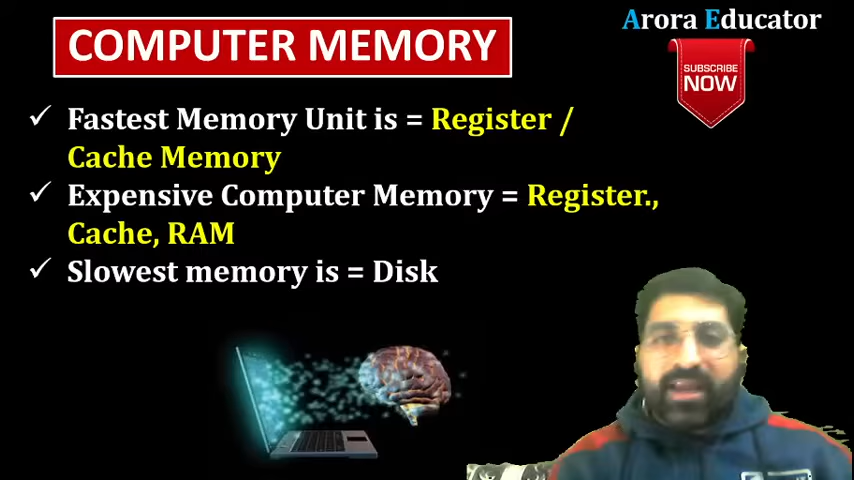 COMPUTER MEMORY
Arora Educator
SUBSCRIBE
NOW
✓ Fastest Memory Unit is = Register /
Cache Memory
✓ Expensive Computer Memory = Register.,
Cache, RAM
✓ Slowest memory is = Disk